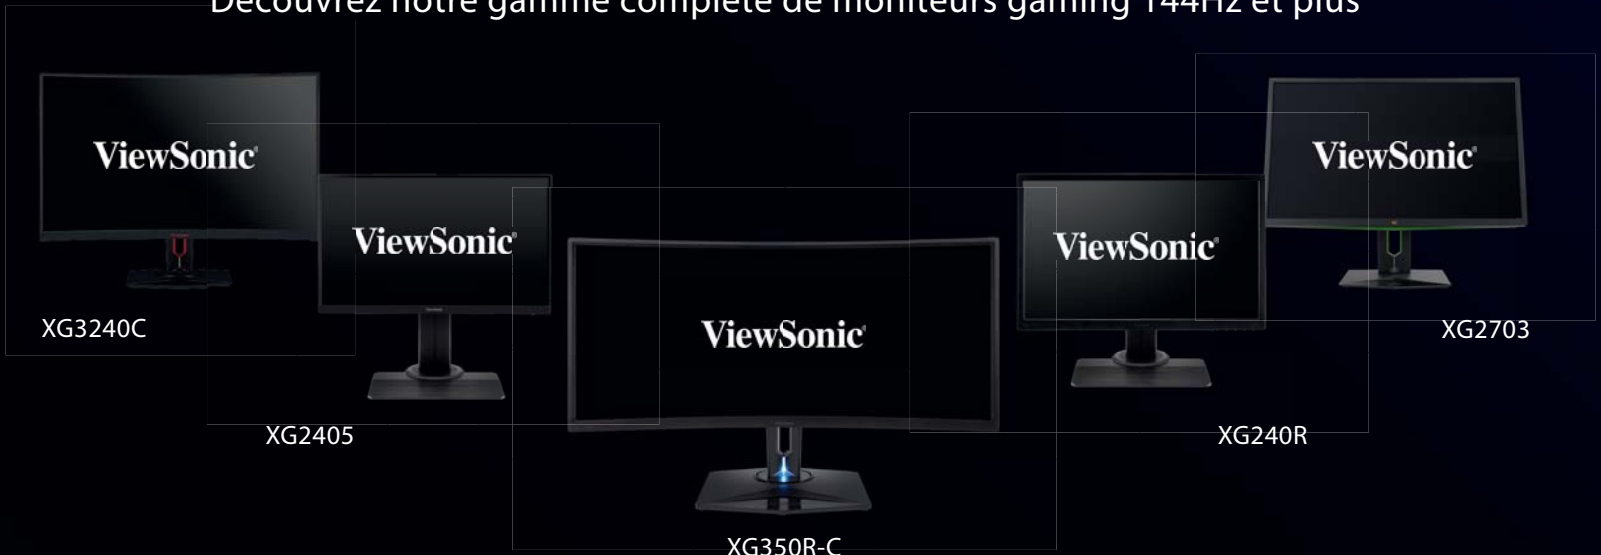 Découvrez notre gamme complète de moniteurs gaming 144Hz et plus
ViewSonic®
XG3240C
ViewSonic®
XG2405
ViewSonic®
XG350R-C
ViewSonic®
XG240R
ViewSonic®
XG2703